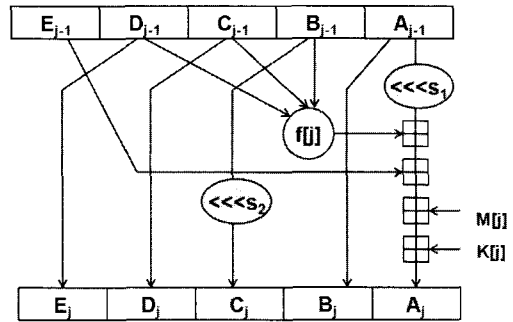 E_{j-1} D_{j-1} C_{j-1} B_{j-1} A_{j-1}
<<<s_1
f[j]
<<<s_2
M[j]
K[j]
E_j D_j C_j B_j A_j